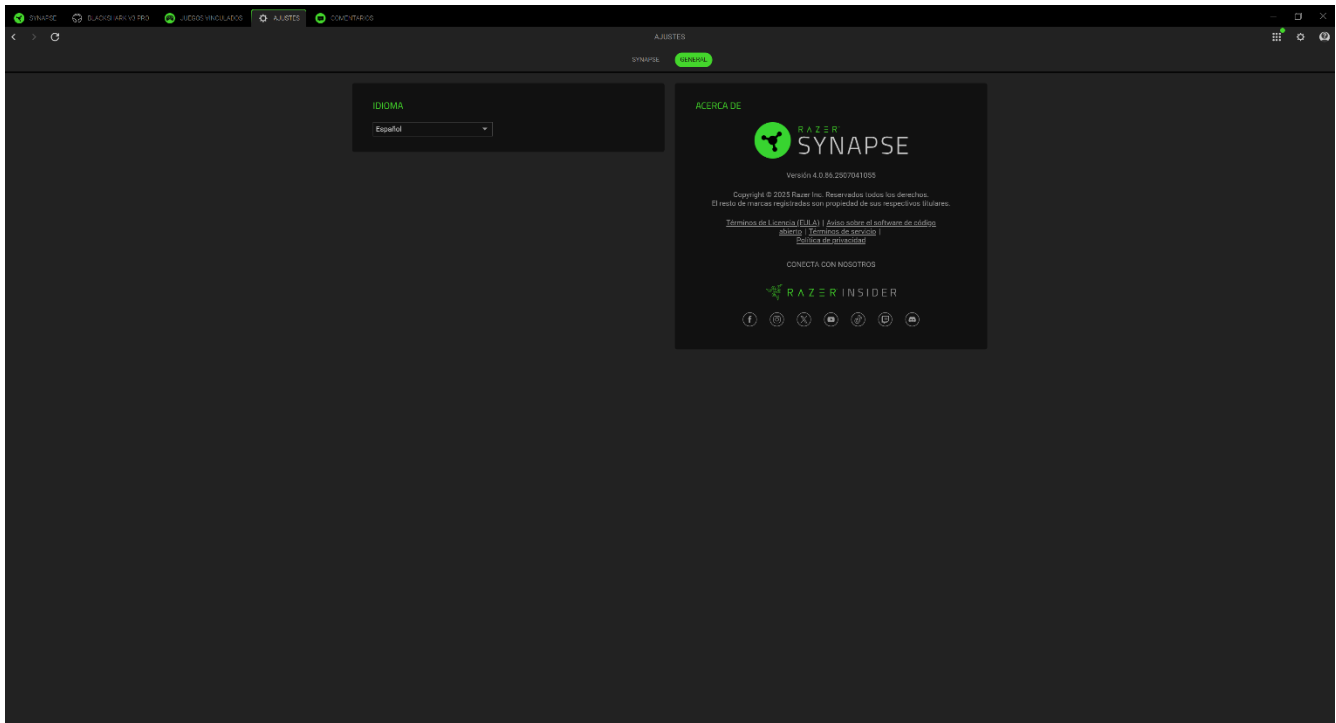 SYNAPSE BLACKSHARK V3 PRO JUEGOS VINCULADOS AJUSTES COMENTARIOS
AJUSTES
SYNAPSE GENERAL
IDIOMA
Español
ACERCA DE
RAZER
SYNAPSE
Versión 4.0.86.2507041055
Copyright © 2025 Razer Inc. Reservados todos los derechos.
El resto de marcas registradas son propiedad de sus respectivos titulares.
Términos de Licencia (EULA) | Aviso sobre el software de código
abierto | Términos de servicio |
Política de privacidad
CONECTA CON NOSOTROS
RAZER INSIDER